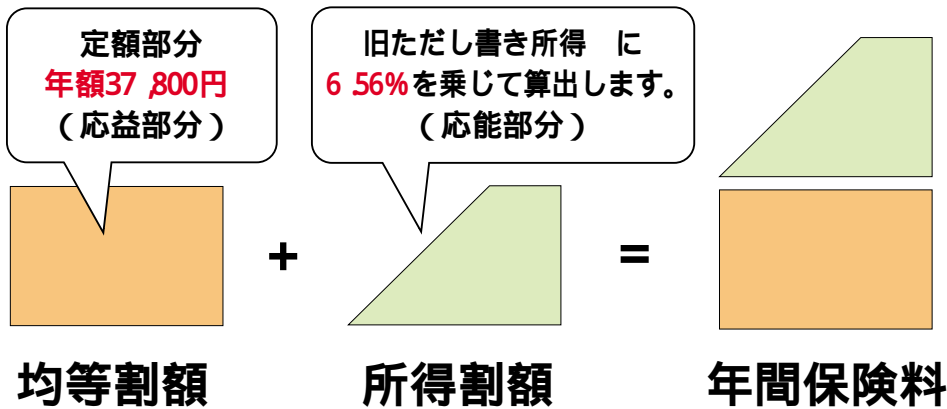 定額部分
年額37,800円
（応益部分）
旧ただし書き所得　に
6.56%を乗じて算出します。
（応能部分）
+
=
均等割額
所得割額
年間保険料